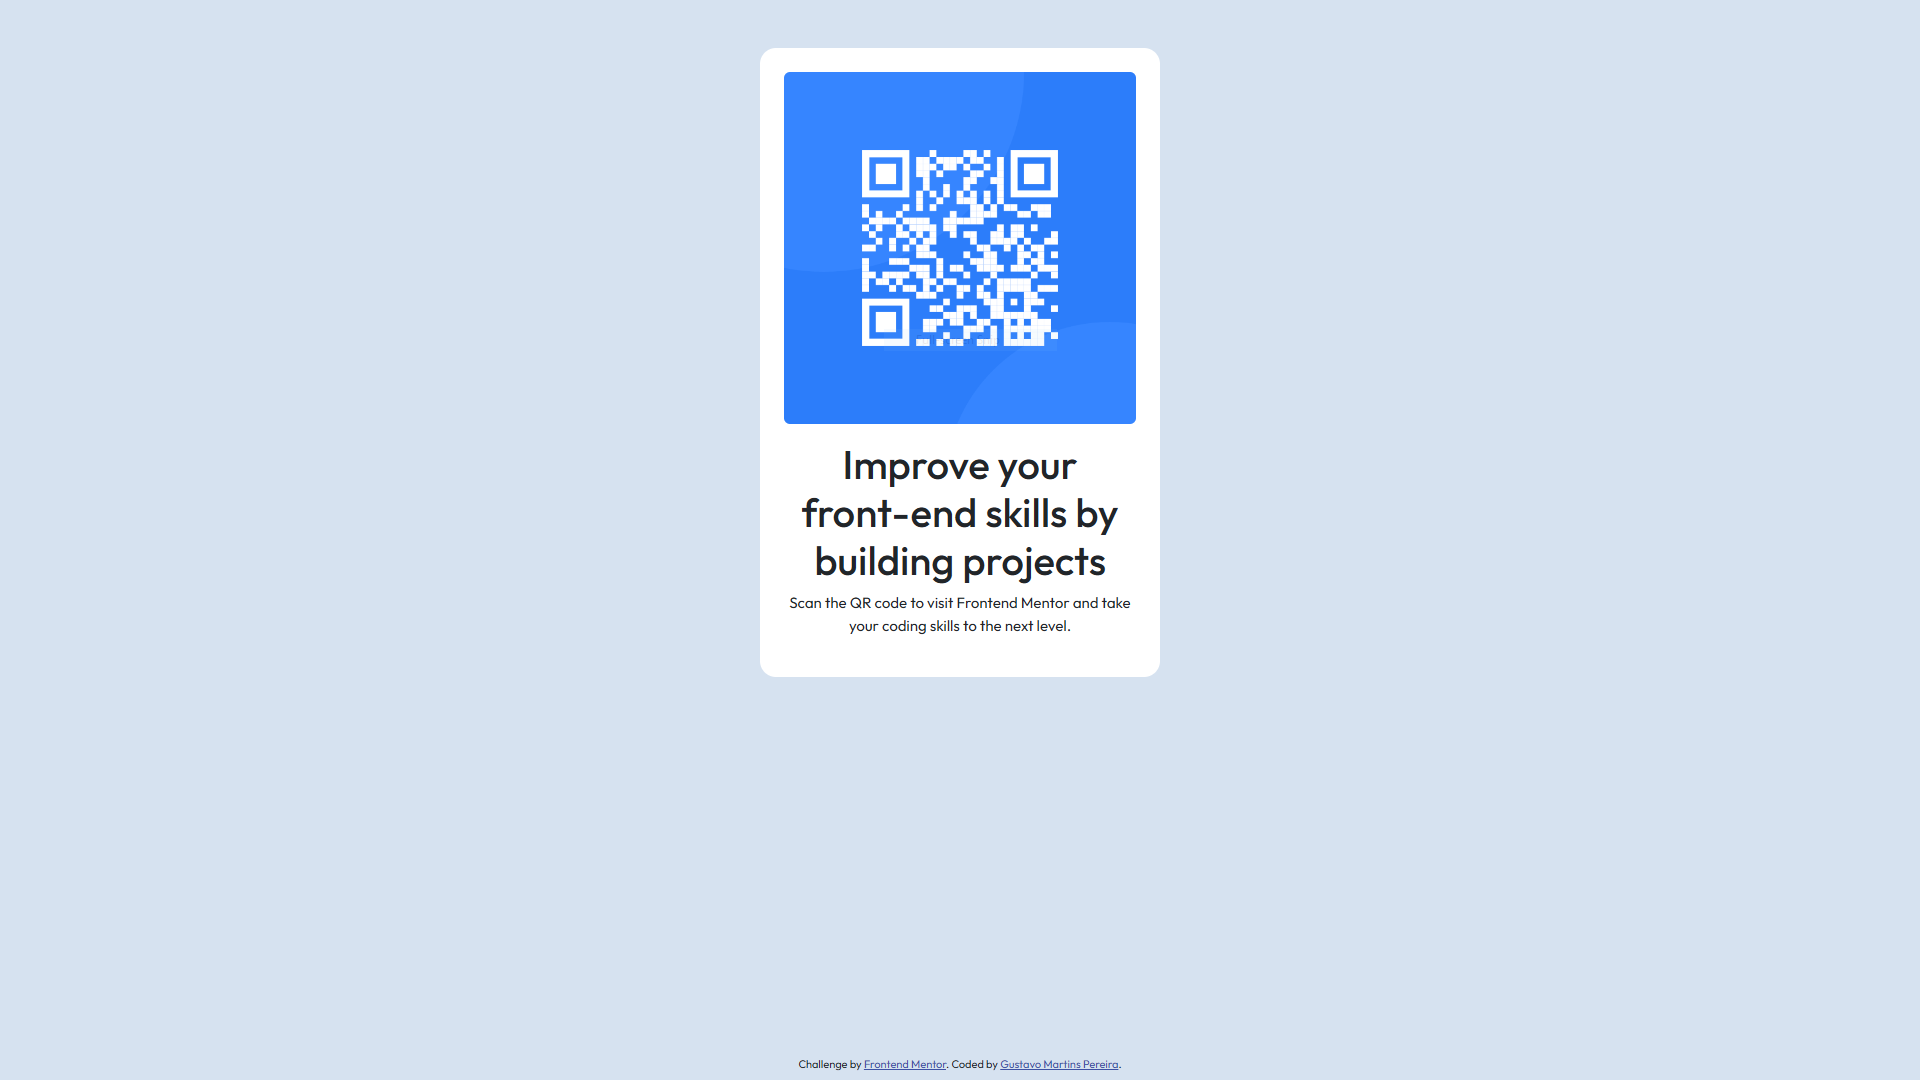 Improve your
front-end skills by
building projects
Scan the QR code to visit Frontend Mentor and take
your coding skills to the next level.
Challenge by Frontend Mentor. Coded by Gustavo Martins Pereira.